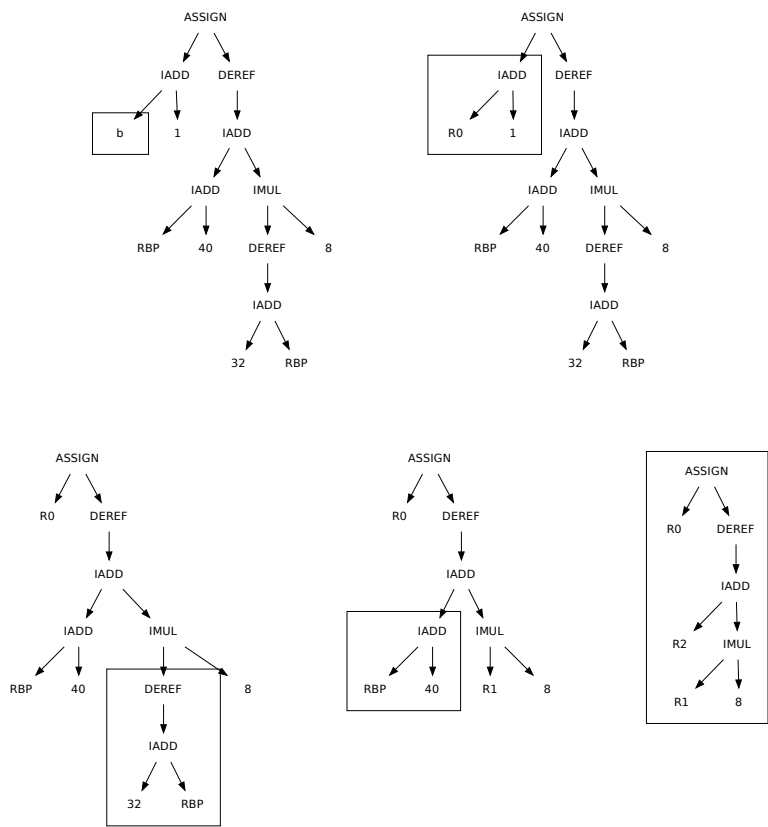 ASSIGN
IADD DEREF
b 1 IADD
IADD IMUL
RBP 40 DEREF 8
IADD
32 RBP
ASSIGN
IADD DEREF
R0 1 IADD
IADD IMUL
RBP 40 DEREF 8
IADD
32 RBP
ASSIGN
R0 DEREF
IADD
IADD IMUL
RBP 40 DEREF 8
IADD
32 RBP
ASSIGN
R0 DEREF
IADD
IADD IMUL
RBP 40 R1 8
ASSIGN
R0 DEREF
IADD
R2 IMUL
R1 8